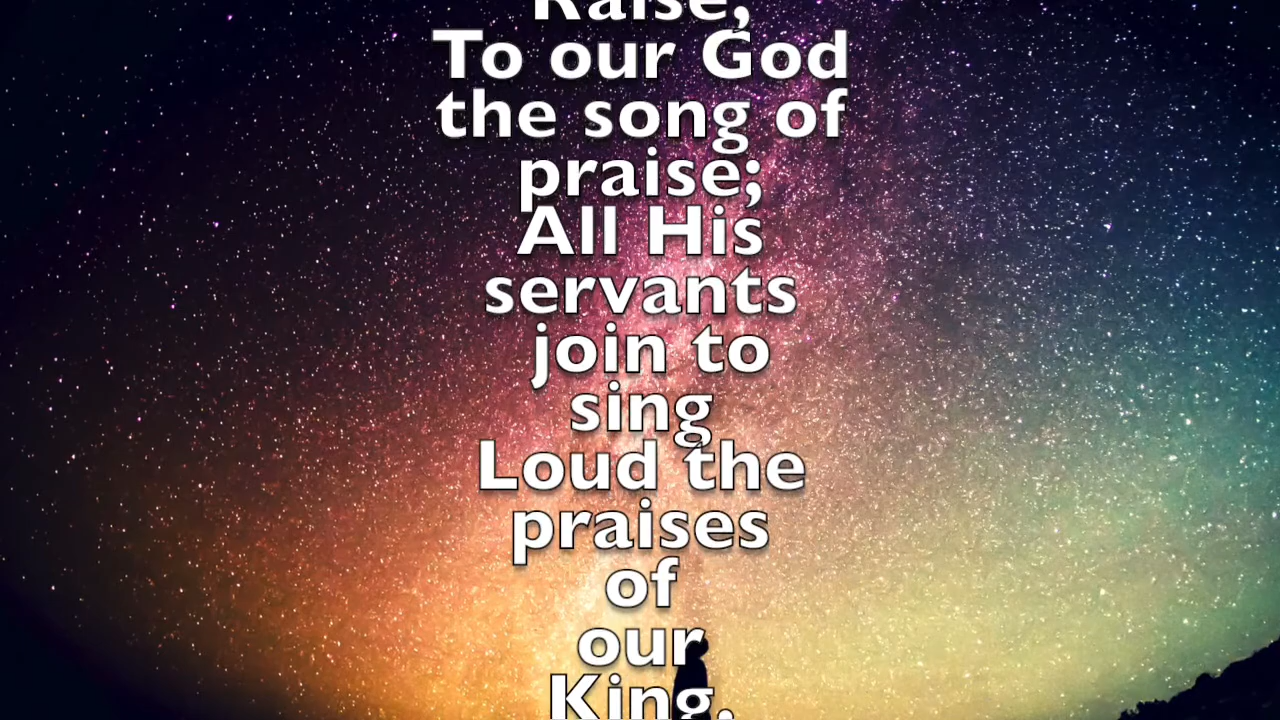 Raise,
To our God
the song of
praise;
All His
servants
join to
sing
Loud the
praises
of
our
King.